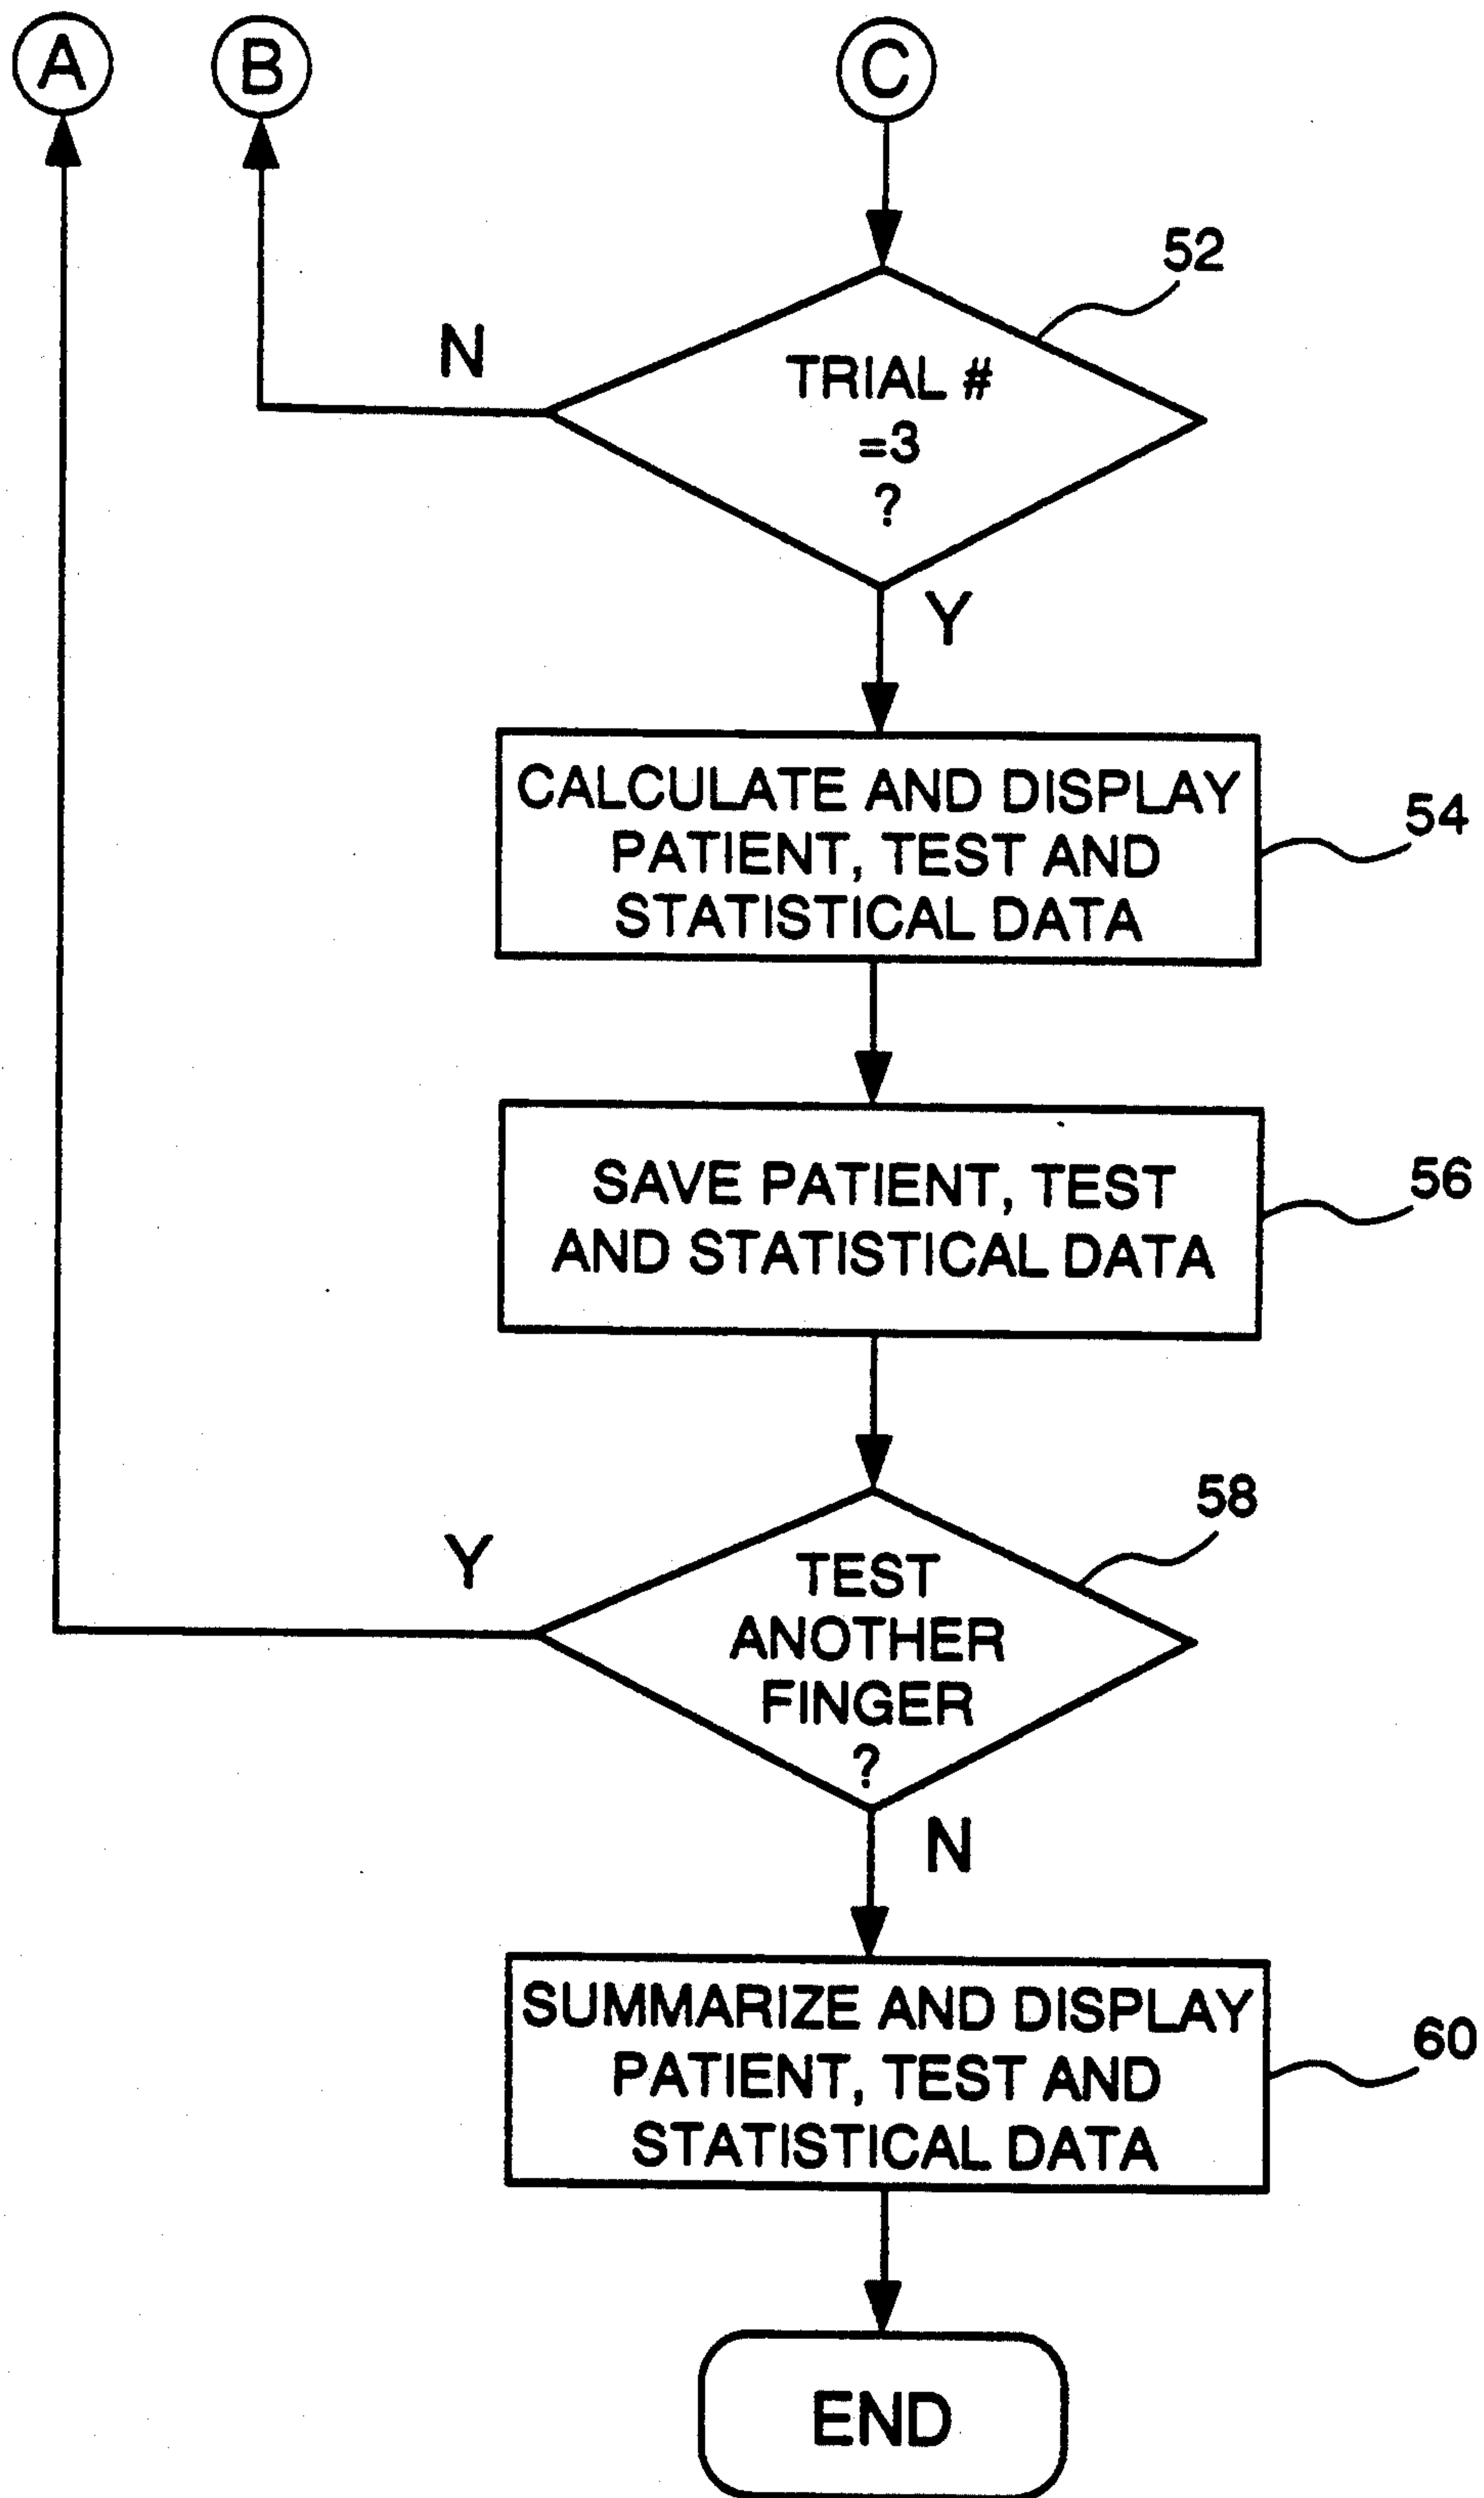 A
B
C
52
N
TRIAL #
=3
?
Y
CALCULATE AND DISPLAY
PATIENT, TEST AND
STATISTICAL DATA
54
SAVE PATIENT, TEST
AND STATISTICAL DATA
56
58
Y
TEST
ANOTHER
FINGER
?
N
SUMMARIZE AND DISPLAY
PATIENT, TEST AND
STATISTICAL DATA
60
END